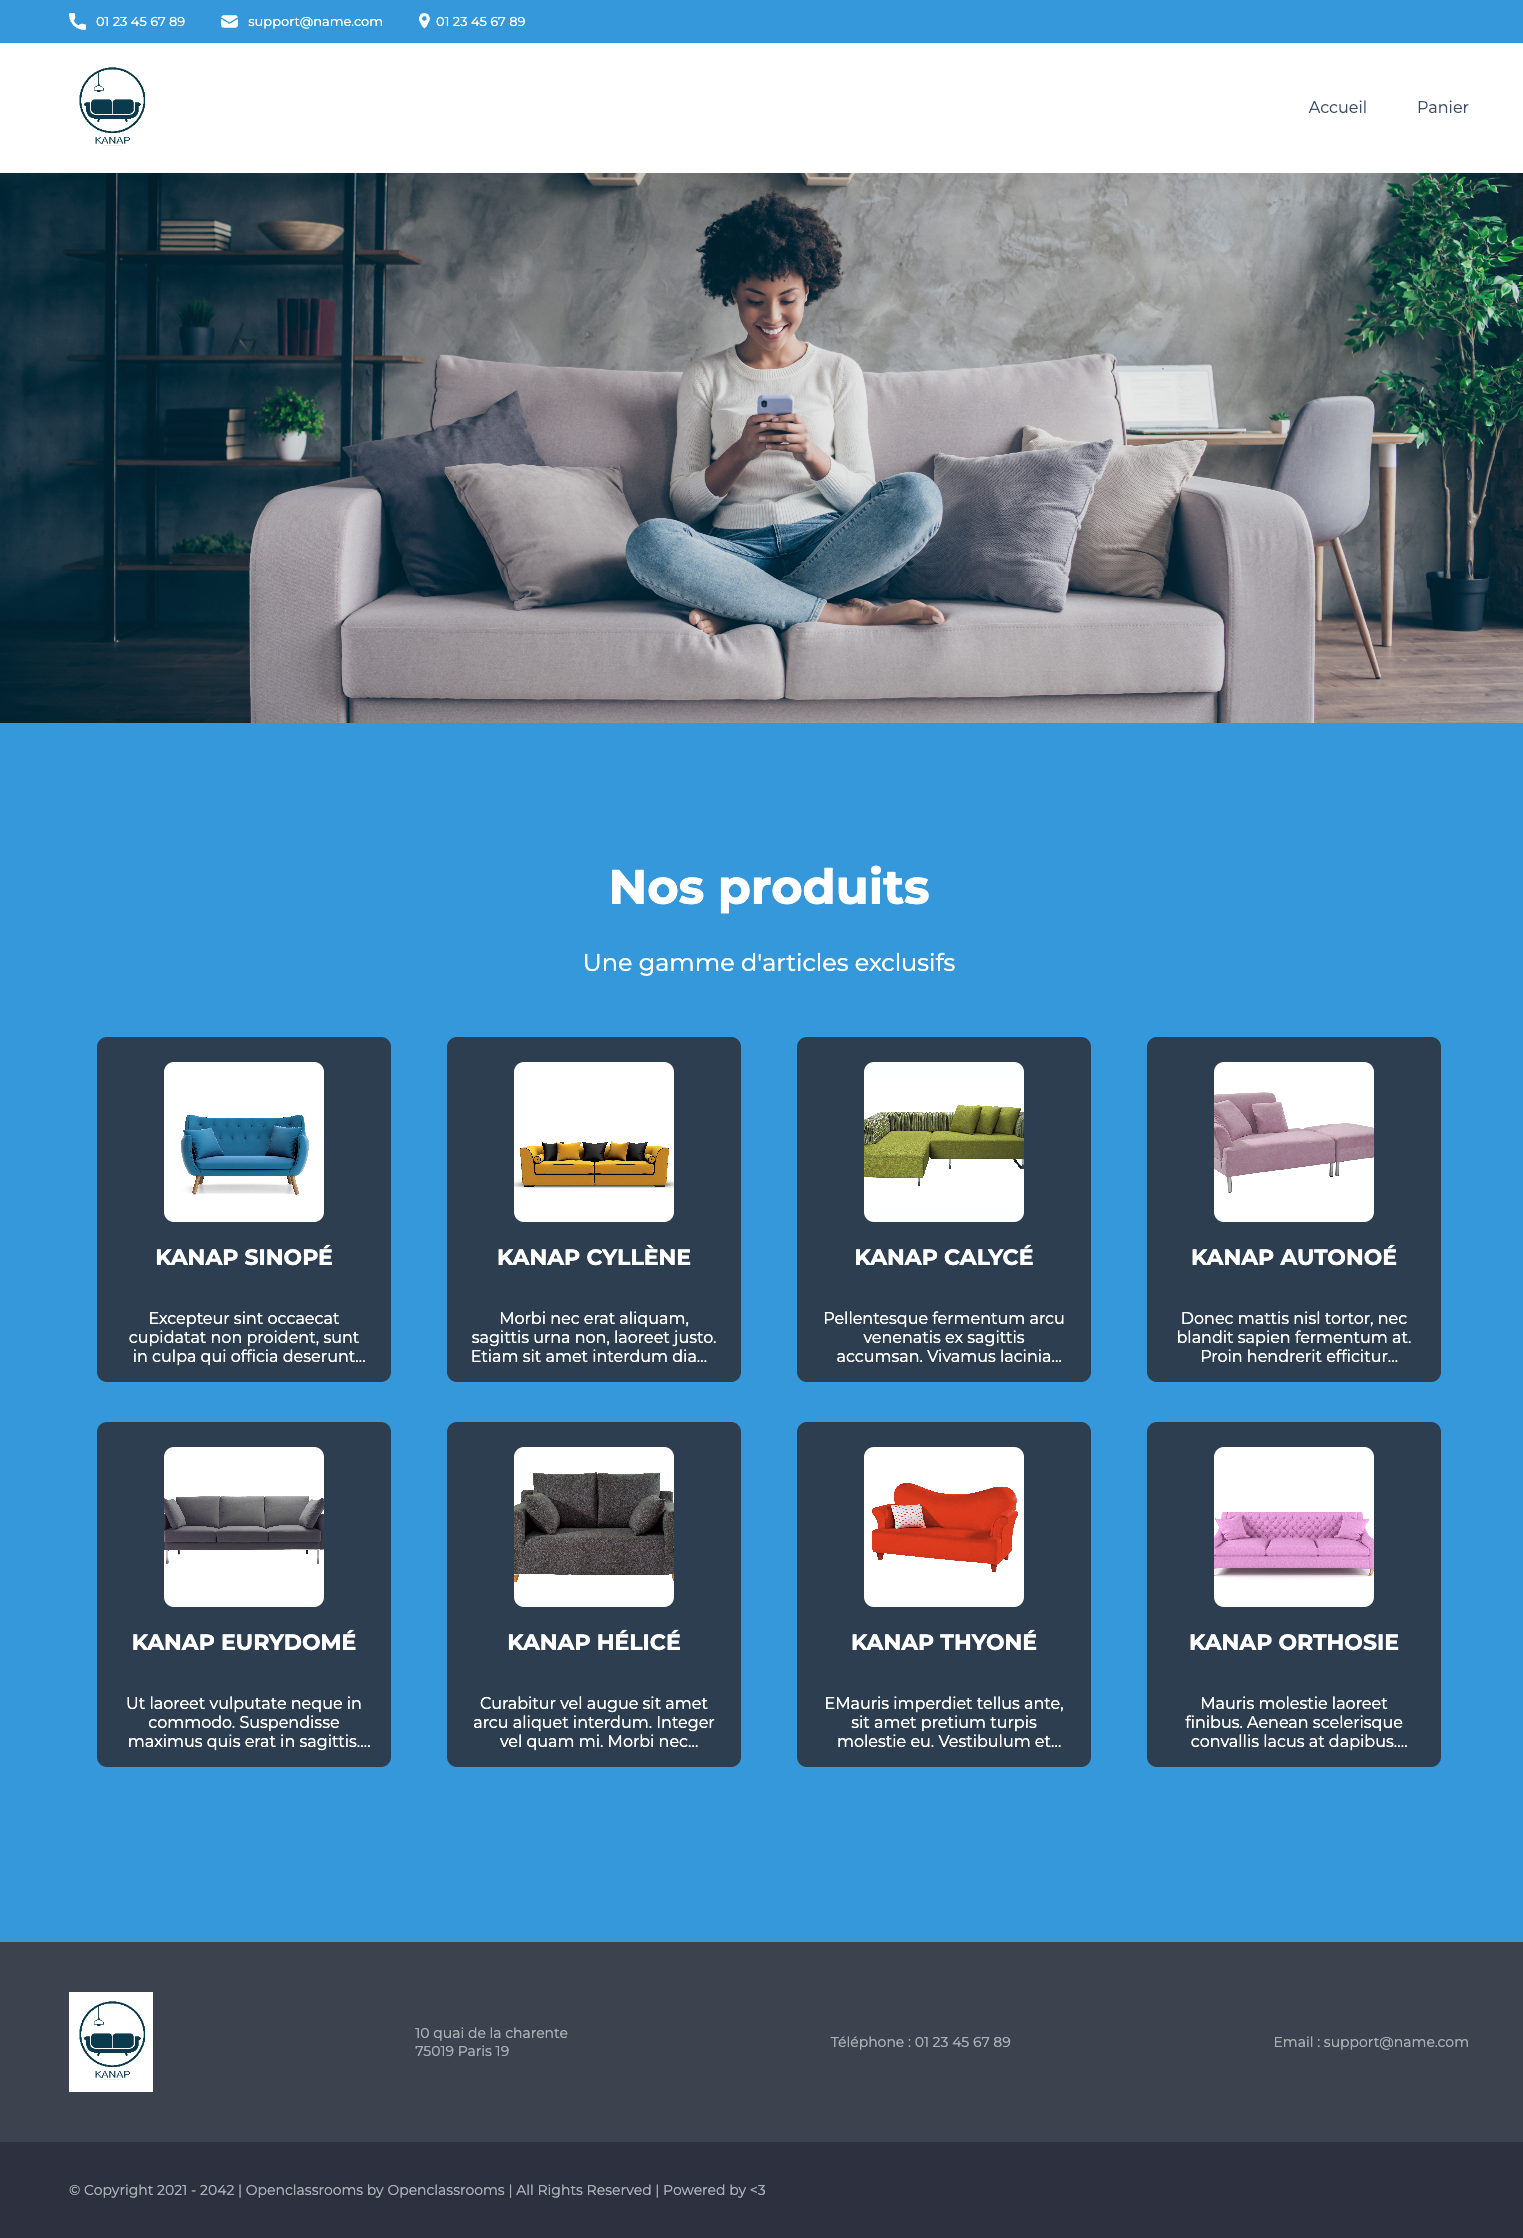 01 23 45 67 89
support@name.com
01 23 45 67 89
KANAP
Accueil
Panier
Nos produits
Une gamme d'articles exclusifs
KANAP SINOPÉ
Excepteur sint occaecat
cupidatat non proident, sunt
in culpa qui officia deserunt...
KANAP CYLLÈNE
Morbi nec erat aliquam,
sagittis urna non, laoreet justo.
Etiam sit amet interdum dia...
KANAP CALYCÉ
Pellentesque fermentum arcu
venenatis ex sagittis
accumsan. Vivamus lacinia...
KANAP AUTONOÉ
Donec mattis nisl tortor, nec
blandit sapien fermentum at.
Proin hendrerit efficitur...
KANAP EURYDOMÉ
Ut laoreet vulputate neque in
commodo. Suspendisse
maximus quis erat in sagittis....
KANAP HÉLICÉ
Curabitur vel augue sit amet
arcu aliquet interdum. Integer
vel quam mi. Morbi nec...
KANAP THYONÉ
EMauris imperdiet tellus ante,
sit amet pretium turpis
molestie eu. Vestibulum et...
KANAP ORTHOSIE
Mauris molestie laoreet
finibus. Aenean scelerisque
convallis lacus at dapibus....
KANAP
10 quai de la charente
75019 Paris 19
Téléphone : 01 23 45 67 89
Email : support@name.com
© Copyright 2021 - 2042 | Openclassrooms by Openclassrooms | All Rights Reserved | Powered by <3